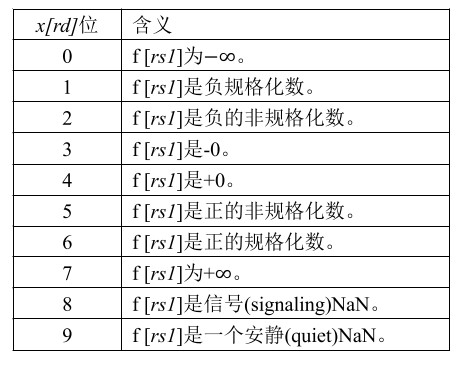 x[rd]位 含义
0 f [rs1]为−∞。
1 f [rs1]是负规格化数。
2 f [rs1]是负的非规格化数。
3 f [rs1]是-0。
4 f [rs1]是+0。
5 f [rs1]是正的非规格化数。
6 f [rs1]是正的规格化数。
7 f [rs1]为+∞。
8 f [rs1]是信号(signaling)NaN。
9 f [rs1]是一个安静(quiet)NaN。